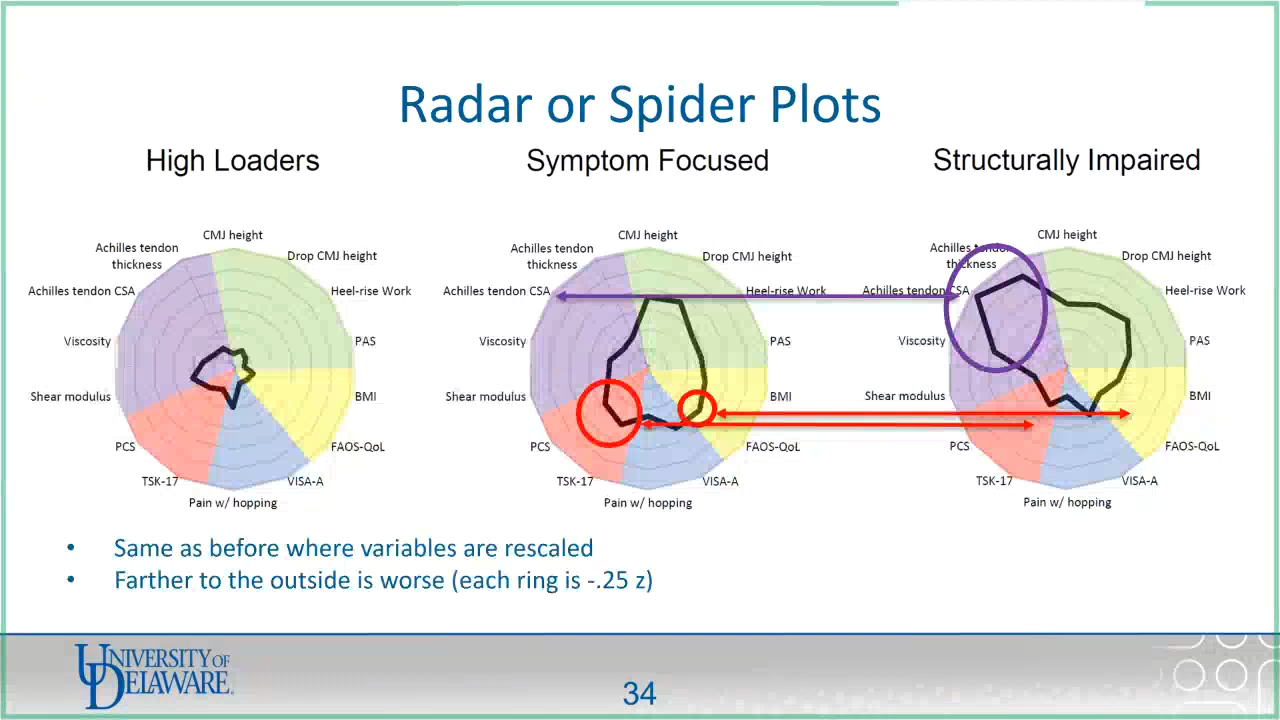 Radar or Spider Plots
High Loaders
CMJ height
Achilles tendon
thickness
Drop CMJ height
Achilles tendon CSA
Heel-rise Work
Viscosity
PAS
Shear modulus
BMI
PCS
FAOS-QoL
TSK-17
VISA-A
Pain w/ hopping
Symptom Focused
CMJ height
Achilles tendon
thickness
Drop CMJ height
Achilles tendon CSA
Heel-rise Work
Viscosity
PAS
Shear modulus
BMI
PCS
FAOS-QoL
TSK-17
VISA-A
Pain w/ hopping
Structurally Impaired
CMJ height
Achilles tendon
thickness
Drop CMJ height
Achilles tendon CSA
Heel-rise Work
Viscosity
PAS
Shear modulus
BMI
PCS
FAOS-QoL
TSK-17
VISA-A
Pain w/ hopping
• Same as before where variables are rescaled
• Farther to the outside is worse (each ring is -.25 z)
UNIVERSITY OF
DELAWARE
34